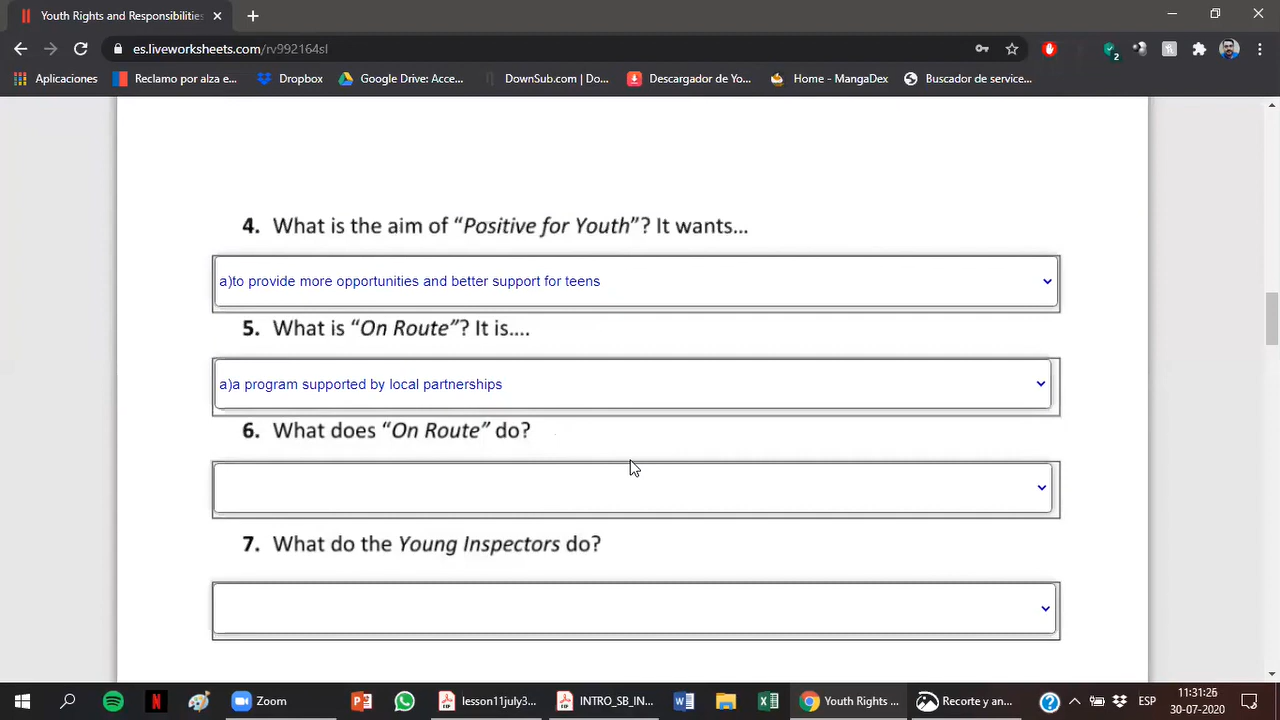 Youth Rights and Responsibilities
es.liveworksheets.com/rv992164sl
2
Aplicaciones
Reclamo por alza e...
Dropbox
Google Drive: Acce...
DownSub.com | Do...
Descargador de Yo...
Home - MangaDex
Buscador de service...
4. What is the aim of “Positive for Youth”? It wants...
a)to provide more opportunities and better support for teens
5. What is “On Route”? It is....
a)a program supported by local partnerships
6. What does “On Route” do?
7. What do the Young Inspectors do?
Zoom
lesson11july3...
INTRO_SB_IN...
Youth Rights ...
Recorte y an...
ESP
11:31:26
30-07-2020